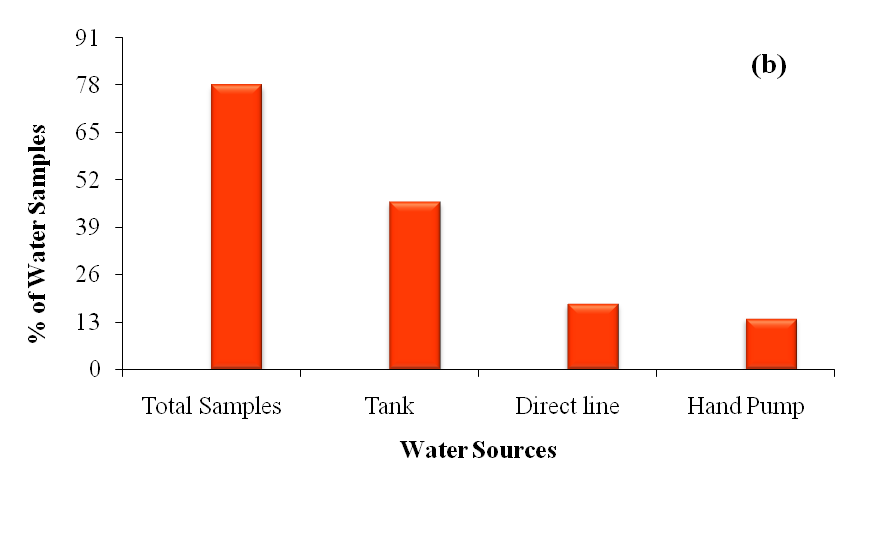 91
(b)
78
65
52
39
26
13
0
% of Water Samples
Total Samples
Tank
Direct line
Hand Pump
Water Sources